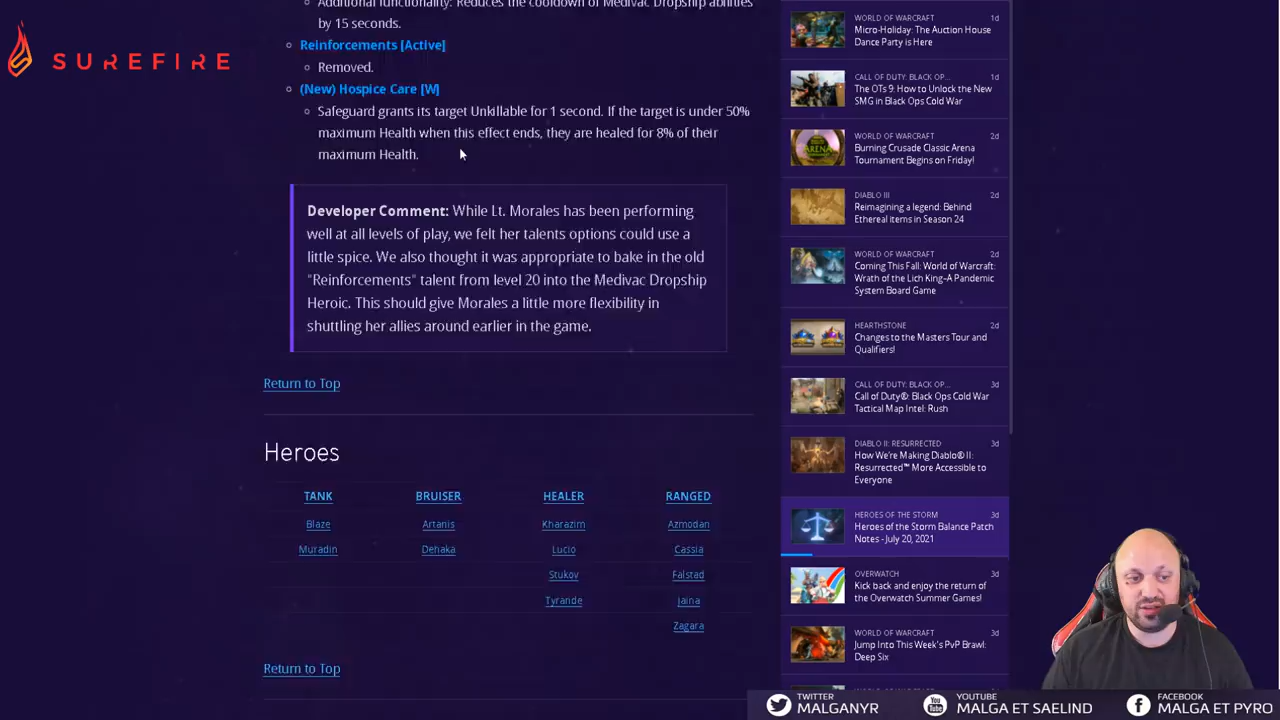 Additional functionality: Reduces the cooldown of Medivac Dropship abilities
by 15 seconds.
SUREFIRE
Reinforcements [Active]
Removed.
(New) Hospice Care [W]
Safeguard grants its target Unkillable for 1 second. If the target is under 50%
maximum Health when this effect ends, they are healed for 8% of their
maximum Health.
Developer Comment: While Lt. Morales has been performing
well at all levels of play, we felt her talents options could use a
little spice. We also thought it was appropriate to bake in the old
"Reinforcements" talent from level 20 into the Medivac Dropship
Heroic. This should give Morales a little more flexibility in
shuttling her allies around earlier in the game.
Return to Top
Heroes
TANK BRUISER HEALER RANGED
Blaze Artanis Kharazim Azmodan
Muradin Dehaka Lucio Cassia
Stukov Falstad
Tyrande Jaina
Zagara
Return to Top
WORLD OF WARCRAFT 1d
Micro-Holiday: The Auction House
Dance Party is Here
CALL OF DUTY: BLACK OP... 1d
The OTs 9: How to Unlock the New
SMG in Black Ops Cold War
WORLD OF WARCRAFT 2d
Burning Crusade Classic Arena
Tournament Begins on Friday!
DIABLO III 2d
Reimagining a legend: Behind
Ethereal items in Season 24
WORLD OF WARCRAFT 2d
Coming This Fall: World of Warcraft:
Wrath of the Lich King–A Pandemic
System Board Game
HEARTHSTONE 2d
Changes to the Masters Tour and
Qualifiers!
CALL OF DUTY: BLACK OP... 3d
Call of Duty®: Black Ops Cold War
Tactical Map Intel: Rush
DIABLO II: RESURRECTED 3d
How We're Making Diablo® II:
Resurrected™ More Accessible to
Everyone
HEROES OF THE STORM 3d
Heroes of the Storm Balance Patch
Notes - July 20, 2021
OVERWATCH 3d
Kick back and enjoy the return of
the Overwatch Summer Games!
WORLD OF WARCRAFT 3d
Jump Into This Week's PvP Brawl:
Deep Six
TWITTER
MALGANYR
YOUTUBE
MALGA ET SAELIND
FACEBOOK
MALGA ET PYRO